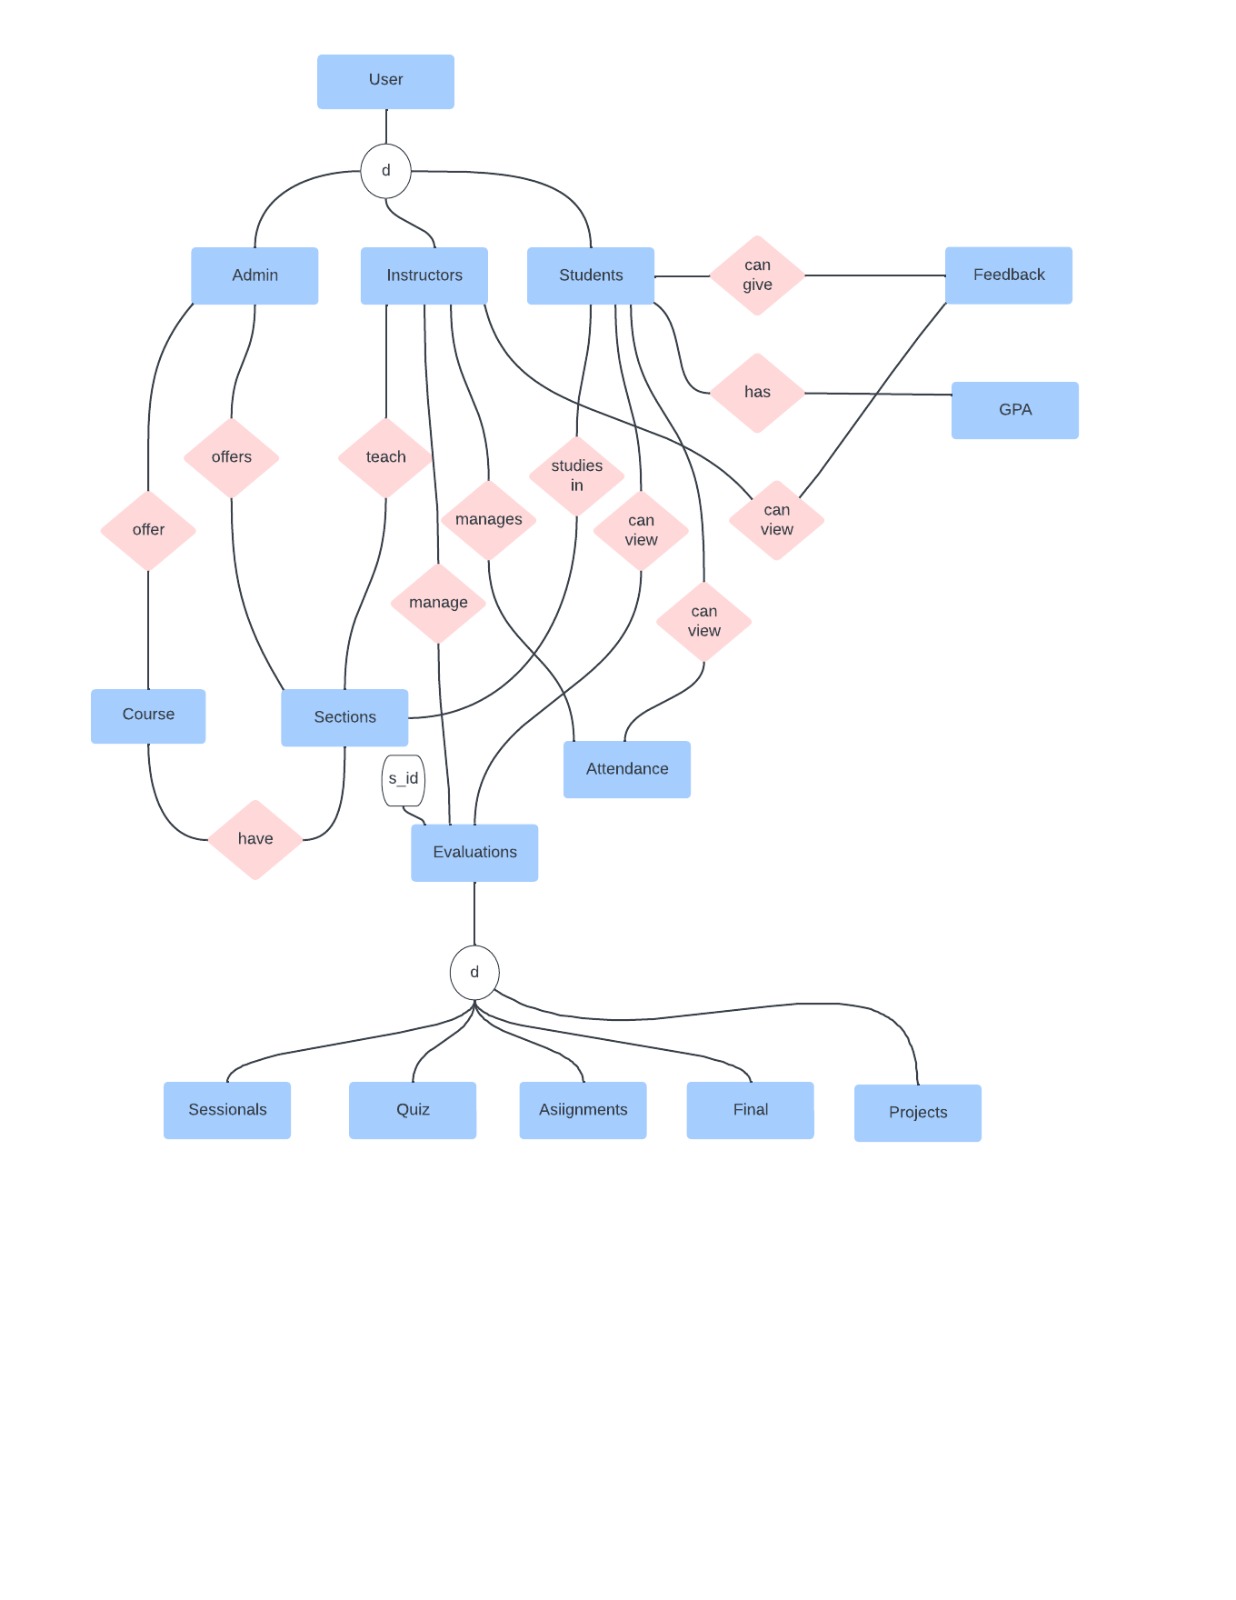 User
d
Admin
Instructors
Students
can
give
Feedback
has
GPA
offers
teach
studies
in
manages
can
view
can
view
offer
manage
can
view
Course
Sections
Attendance
s_id
have
Evaluations
d
Sessionals
Quiz
Asiignments
Final
Projects